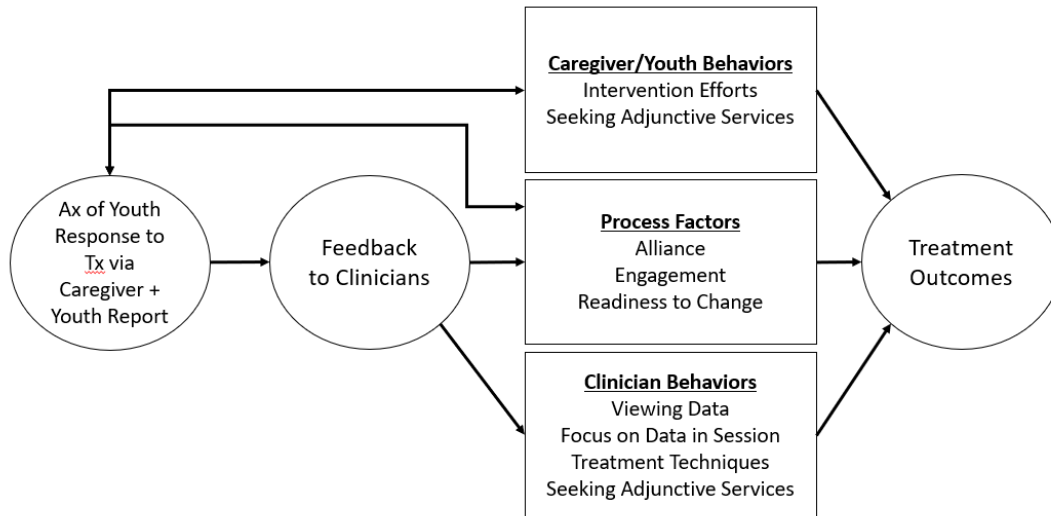 Ax of Youth
Response to
Tx via
Caregiver +
Youth Report
Feedback
to Clinicians
Caregiver/Youth Behaviors
Intervention Efforts
Seeking Adjunctive Services
Process Factors
Alliance
Engagement
Readiness to Change
Clinician Behaviors
Viewing Data
Focus on Data in Session
Treatment Techniques
Seeking Adjunctive Services
Treatment
Outcomes